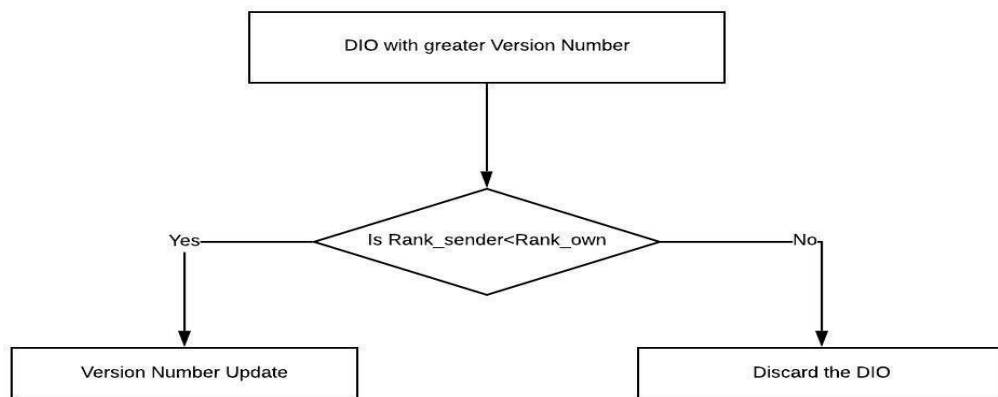 DIO with greater Version Number
Is Rank_sender<Rank_own
Yes
No
Version Number Update
Discard the DIO